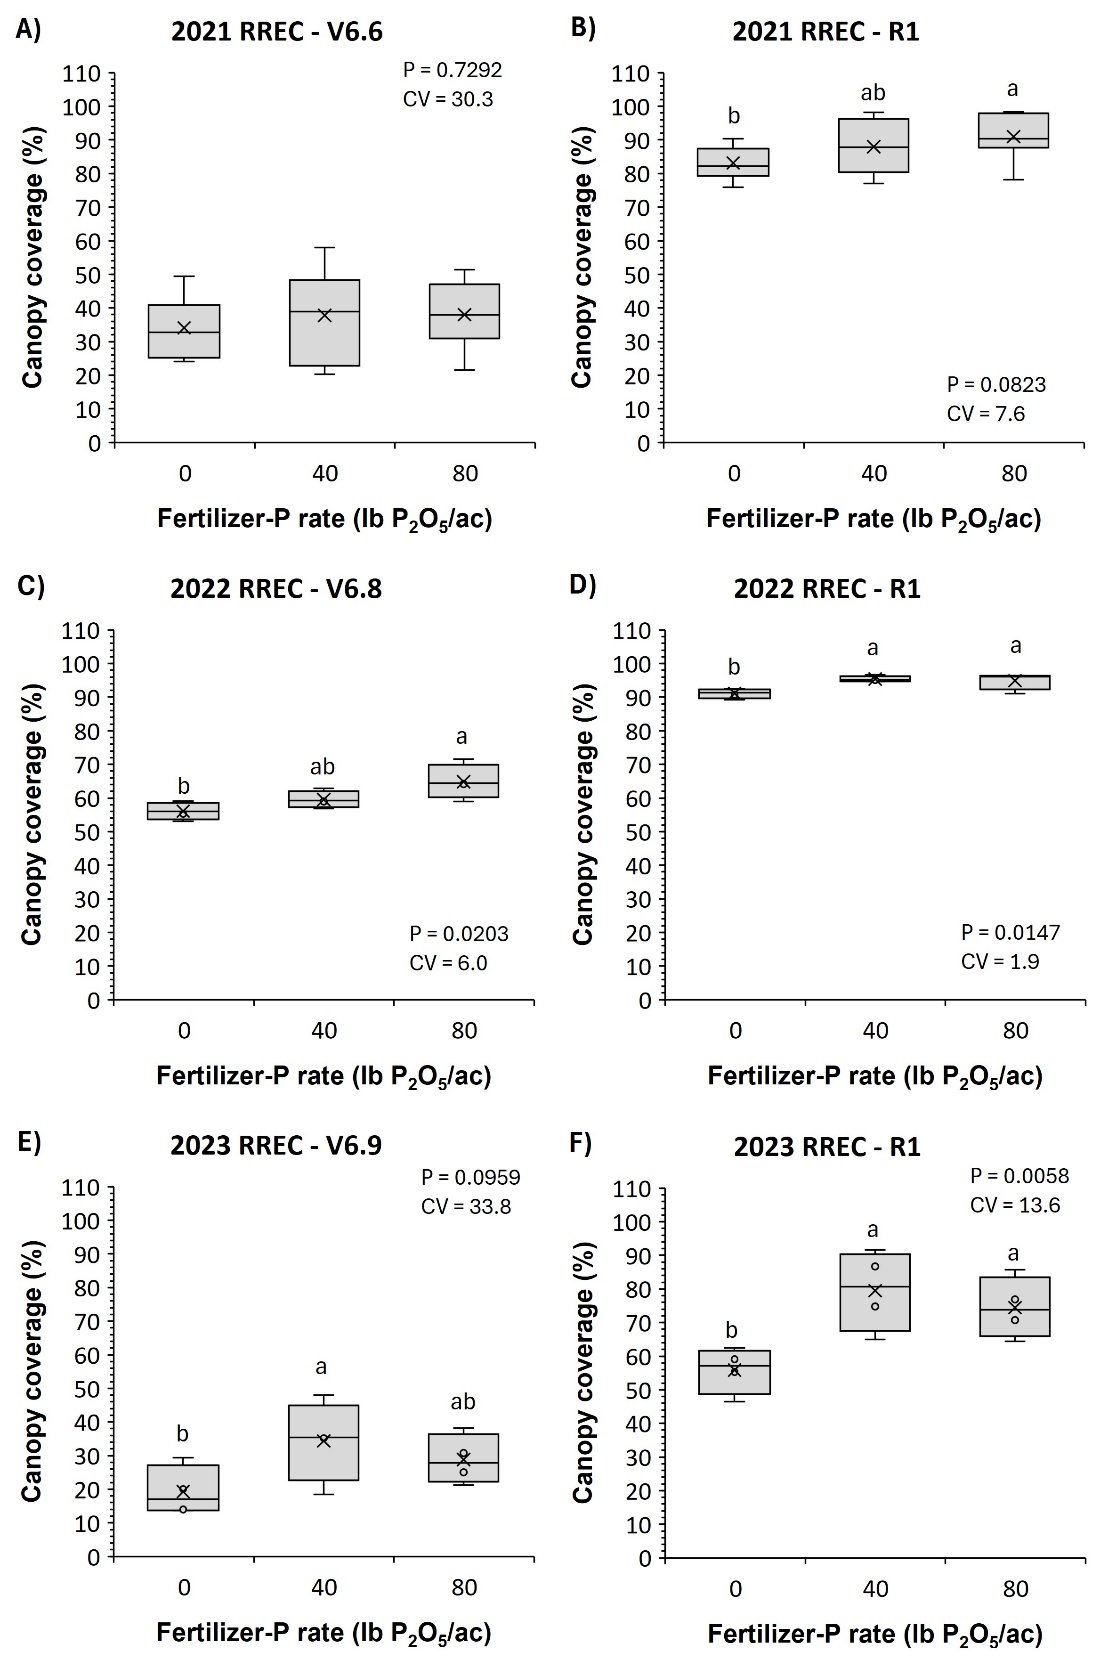 A)
2021 RREC - V6.6
P = 0.7292
CV = 30.3
Canopy coverage (%)
110
100
90
80
70
60
50
40
30
20
10
0
0 40 80
Fertilizer-P rate (lb P₂O₅/ac)
B)
2021 RREC - R1
Canopy coverage (%)
110
100
90
80
70
60
50
40
30
20
10
0
b ab a
P = 0.0823
CV = 7.6
0 40 80
Fertilizer-P rate (lb P₂O₅/ac)
C)
2022 RREC - V6.8
Canopy coverage (%)
110
100
90
80
70
60
50
40
30
20
10
0
b ab a
P = 0.0203
CV = 6.0
0 40 80
Fertilizer-P rate (lb P₂O₅/ac)
D)
2022 RREC - R1
Canopy coverage (%)
110
100
90
80
70
60
50
40
30
20
10
0
b a a
P = 0.0147
CV = 1.9
0 40 80
Fertilizer-P rate (lb P₂O₅/ac)
E)
2023 RREC - V6.9
P = 0.0959
CV = 33.8
Canopy coverage (%)
110
100
90
80
70
60
50
40
30
20
10
0
b a ab
0 40 80
Fertilizer-P rate (lb P₂O₅/ac)
F)
2023 RREC - R1
P = 0.0058
CV = 13.6
Canopy coverage (%)
110
100
90
80
70
60
50
40
30
20
10
0
b a a
0 40 80
Fertilizer-P rate (lb P₂O₅/ac)